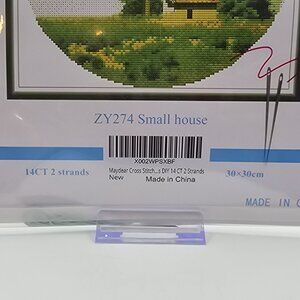 ZY274 Small house
X002WPSXBF
14CT 2 strands
Maydear Cross Stitch...s DIY 14 CT 2 Strands
30×30cm
New
Made in China
MADE IN C